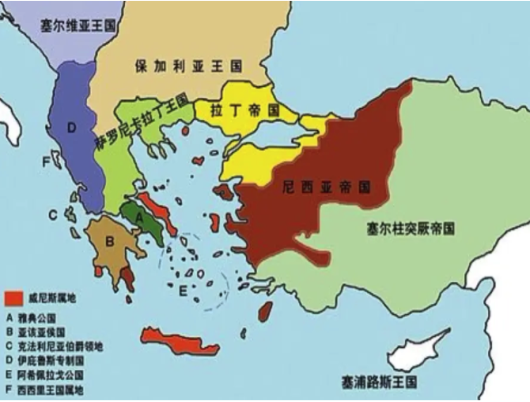 塞尔维亚王国
保加利亚王国
萨罗尼卡拉丁王国
拉丁帝国
D
F
尼西亚帝国
C
A
塞尔柱突厥帝国
B
E
威尼斯属地
A 雅典公国
B 亚该亚侯国
C 克法利尼亚伯爵领地
D 伊庇鲁斯专制国
E 阿希佩拉戈公国
F 西西里王国属地
塞浦路斯王国